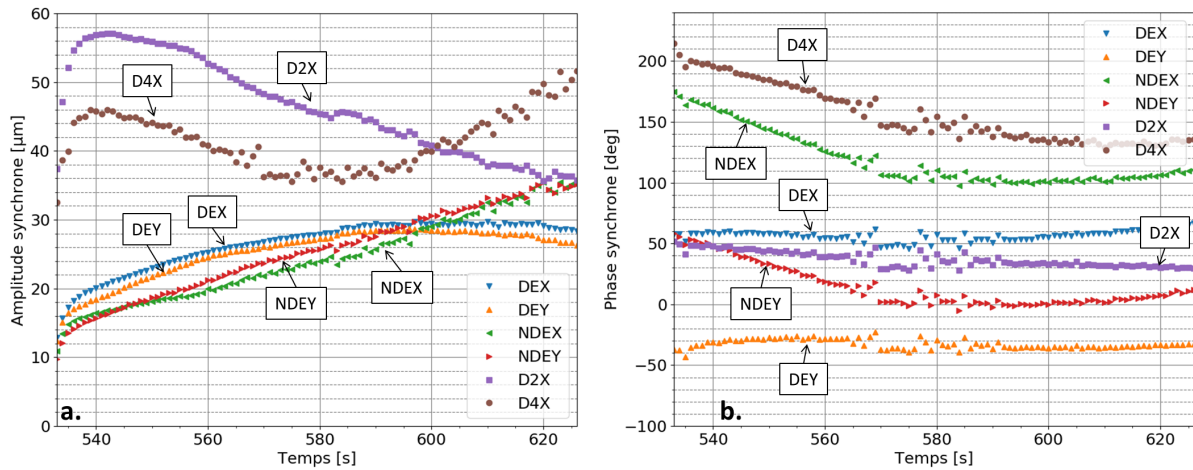 60
50
40
30
20
10
0
Amplitude synchrone [µm]
540
560
580
600
620
Temps [s]
D4X
D2X
DEX
DEY
NDEY
NDEX
DEX
DEY
NDEX
NDEY
D2X
D4X
a.
200
150
100
50
0
−50
−100
Phase synchrone [deg]
540
560
580
600
620
Temps [s]
D4X
NDEX
DEX
NDEY
D2X
DEY
DEX
DEY
NDEX
NDEY
D2X
D4X
b.